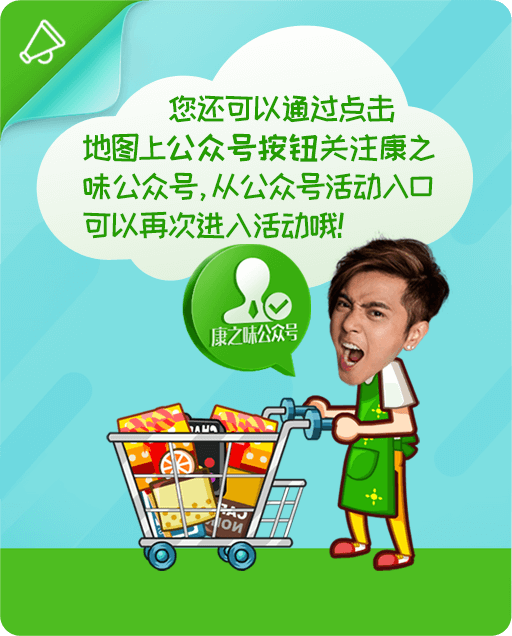 您还可以通过点击
地图上公众号按钮关注康之
味公众号,从公众号活动入口
可以再次进入活动哦!
康之味公众号